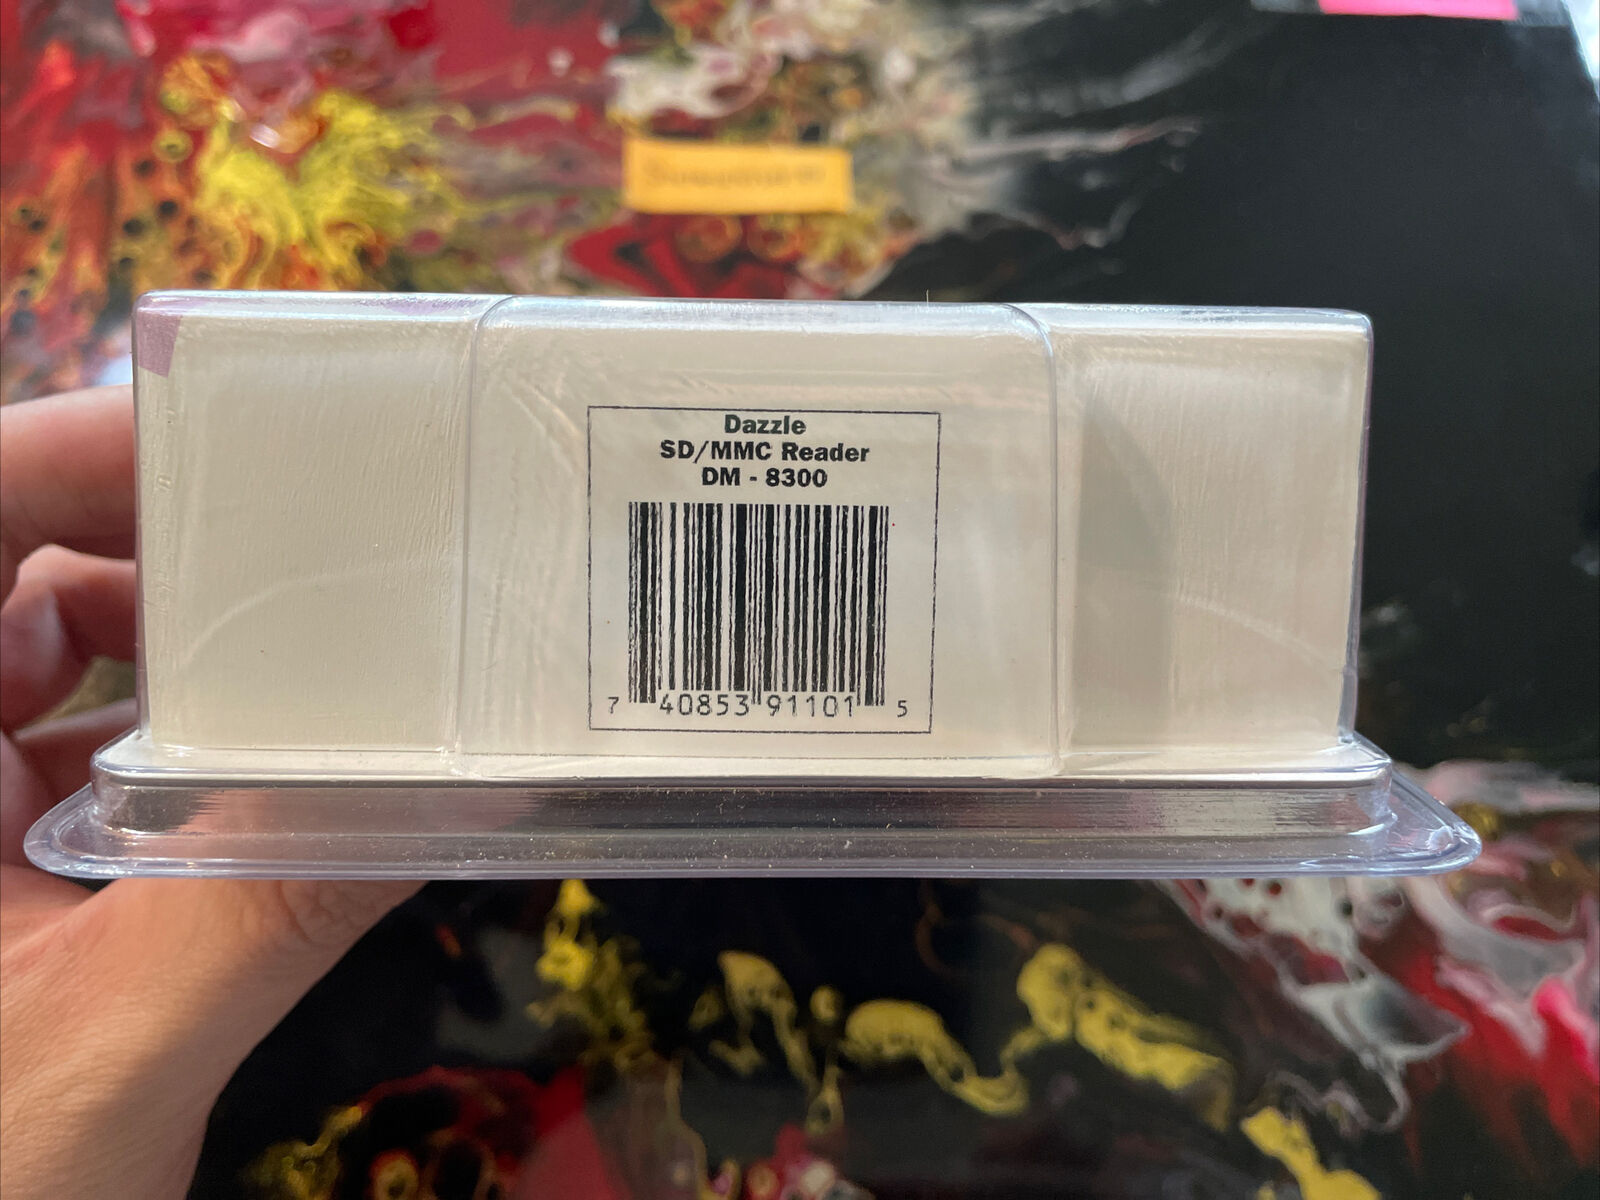 Dazzle
SD/MMC Reader
DM - 8300
7 40853 91101 5